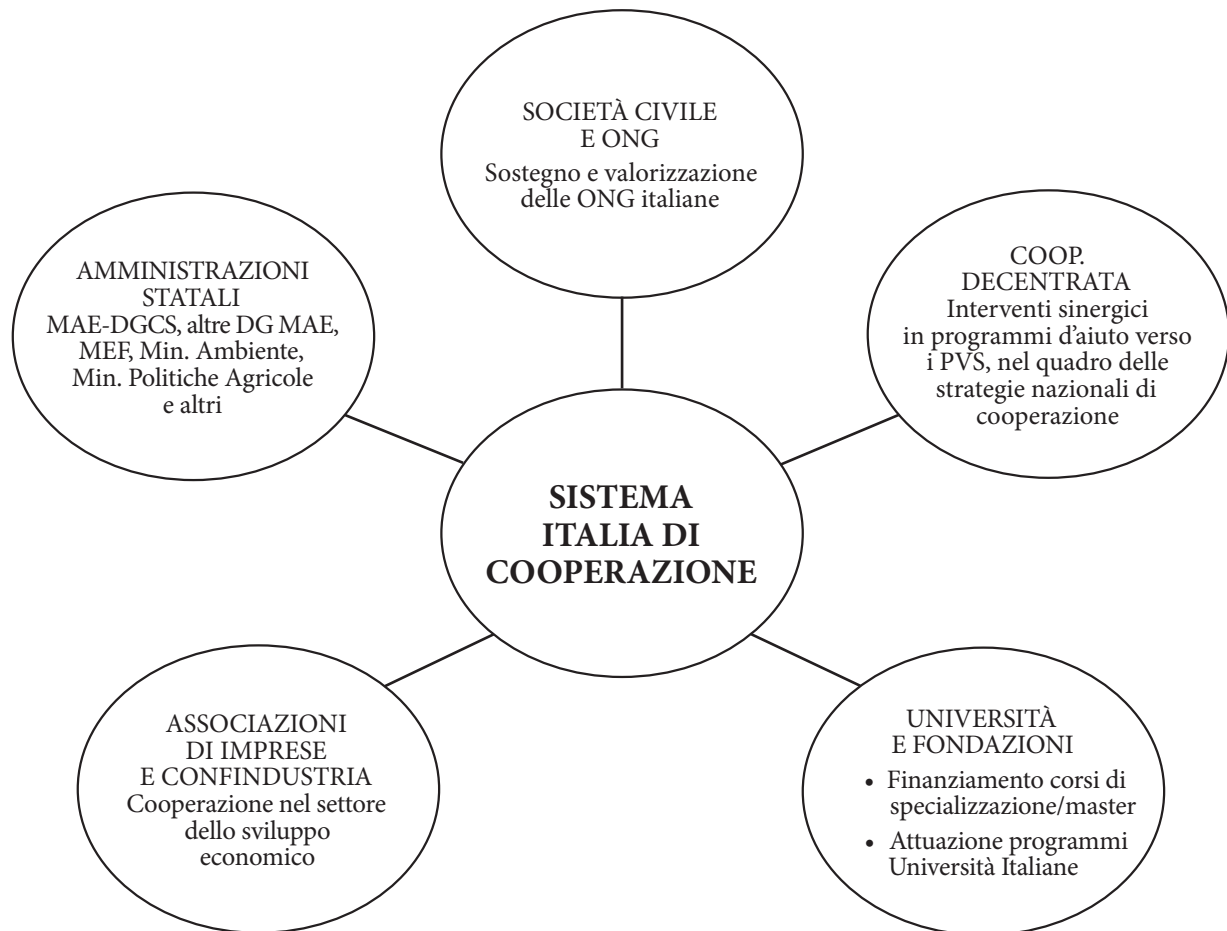 SOCIETÀ CIVILE
E ONG
Sostegno e valorizzazione
delle ONG italiane
AMMINISTRAZIONI
STATALI
MAE-DGCS, altre DG MAE,
MEF, Min. Ambiente,
Min. Politiche Agricole
e altri
COOP.
DECENTRATA
Interventi sinergici
in programmi d'aiuto verso
i PVS, nel quadro delle
strategie nazionali di
cooperazione
SISTEMA
ITALIA DI
COOPERAZIONE
ASSOCIAZIONI
DI IMPRESE
E CONFINDUSTRIA
Cooperazione nel settore
dello sviluppo
economico
UNIVERSITÀ
E FONDAZIONI
• Finanziamento corsi di
specializzazione/master
• Attuazione programmi
Università Italiane